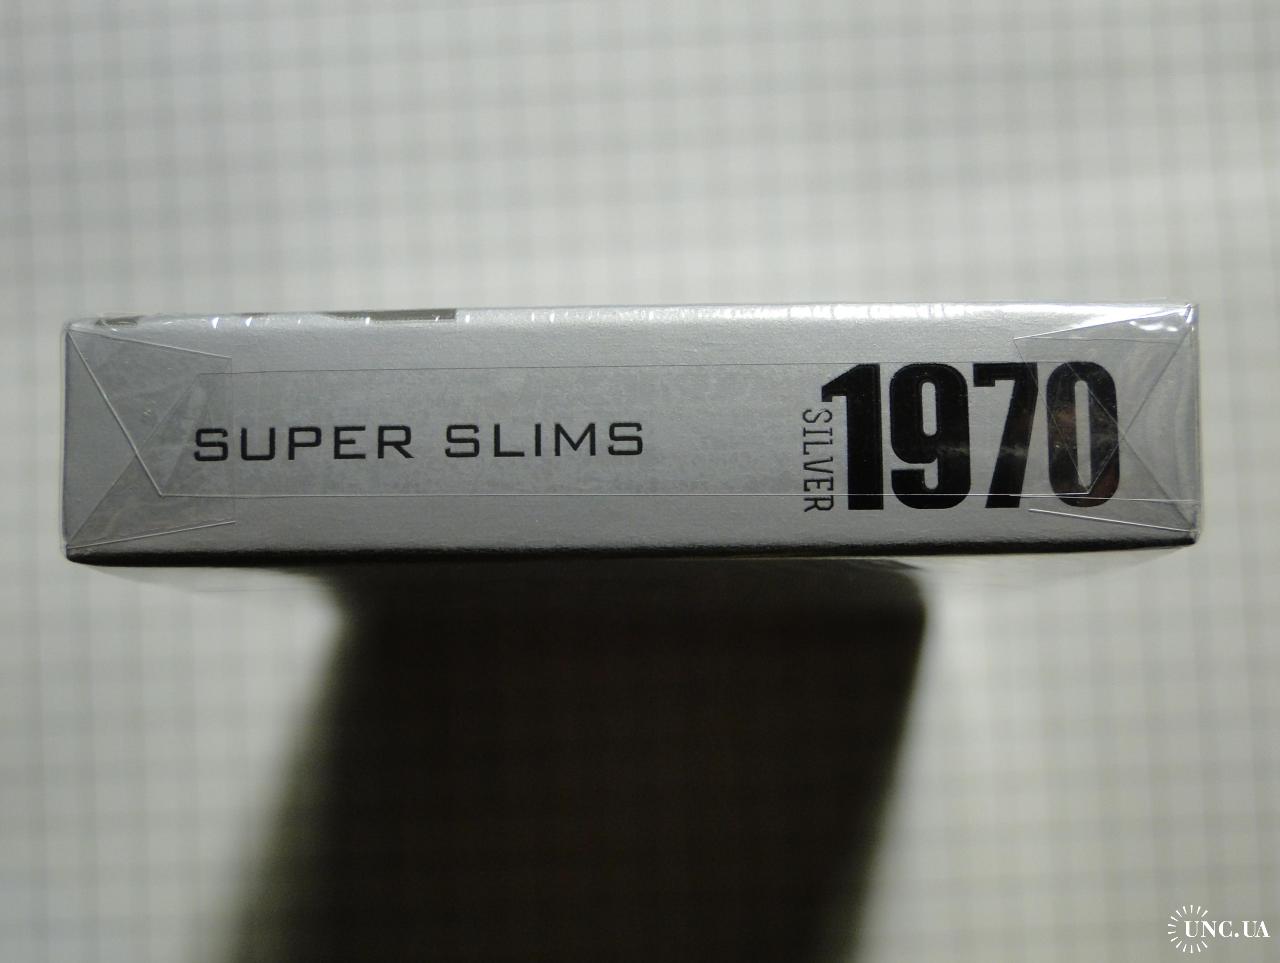 SUPER SLIMS
SILVER
1970
UNC.UA